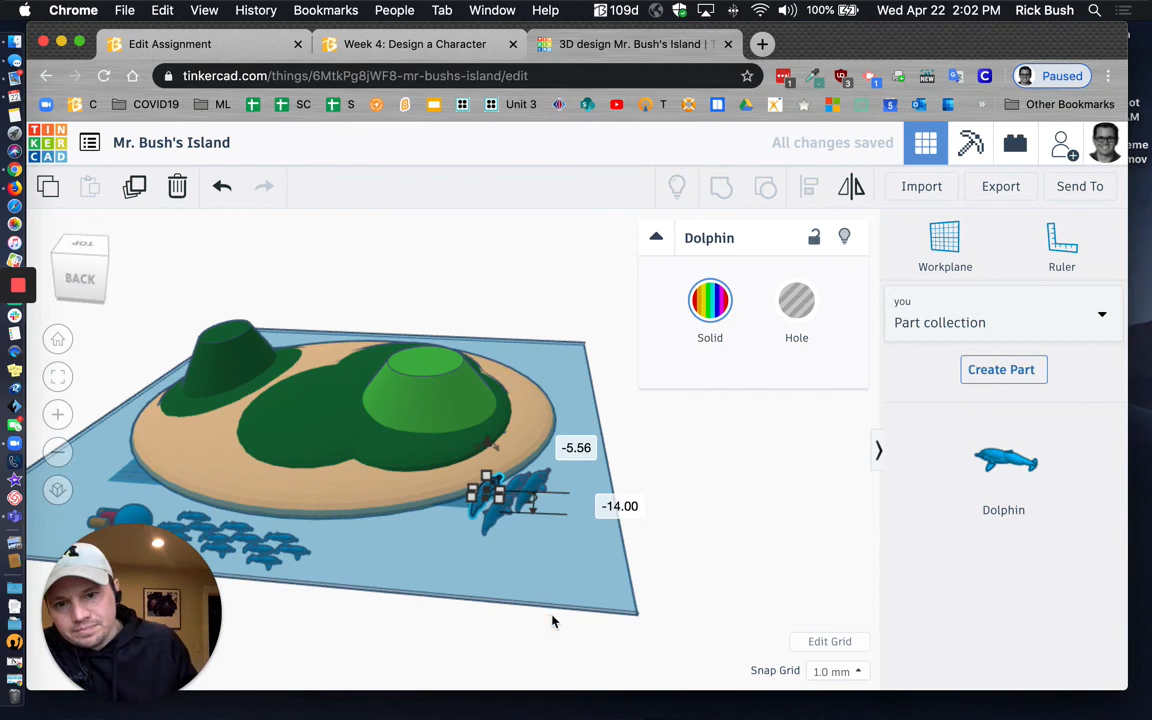 Chrome File Edit View History Bookmarks People Tab Window Help 109d 100% Wed Apr 22 2:02 PM Rick Bush
Edit Assignment Week 4: Design a Character 3D design Mr. Bush's Island | T
tinkercad.com/things/6MtkPg8jWF8-mr-bushs-island/edit Paused
C COVID19 ML SC S Unit 3 T Other Bookmarks
TIN
KER
CAD
Mr. Bush's Island All changes saved
Import Export Send To
TOP
BACK
Dolphin
Solid Hole
-5.56
-14.00
Workplane Ruler
you
Part collection
Create Part
Dolphin
Edit Grid
Snap Grid 1.0 mm